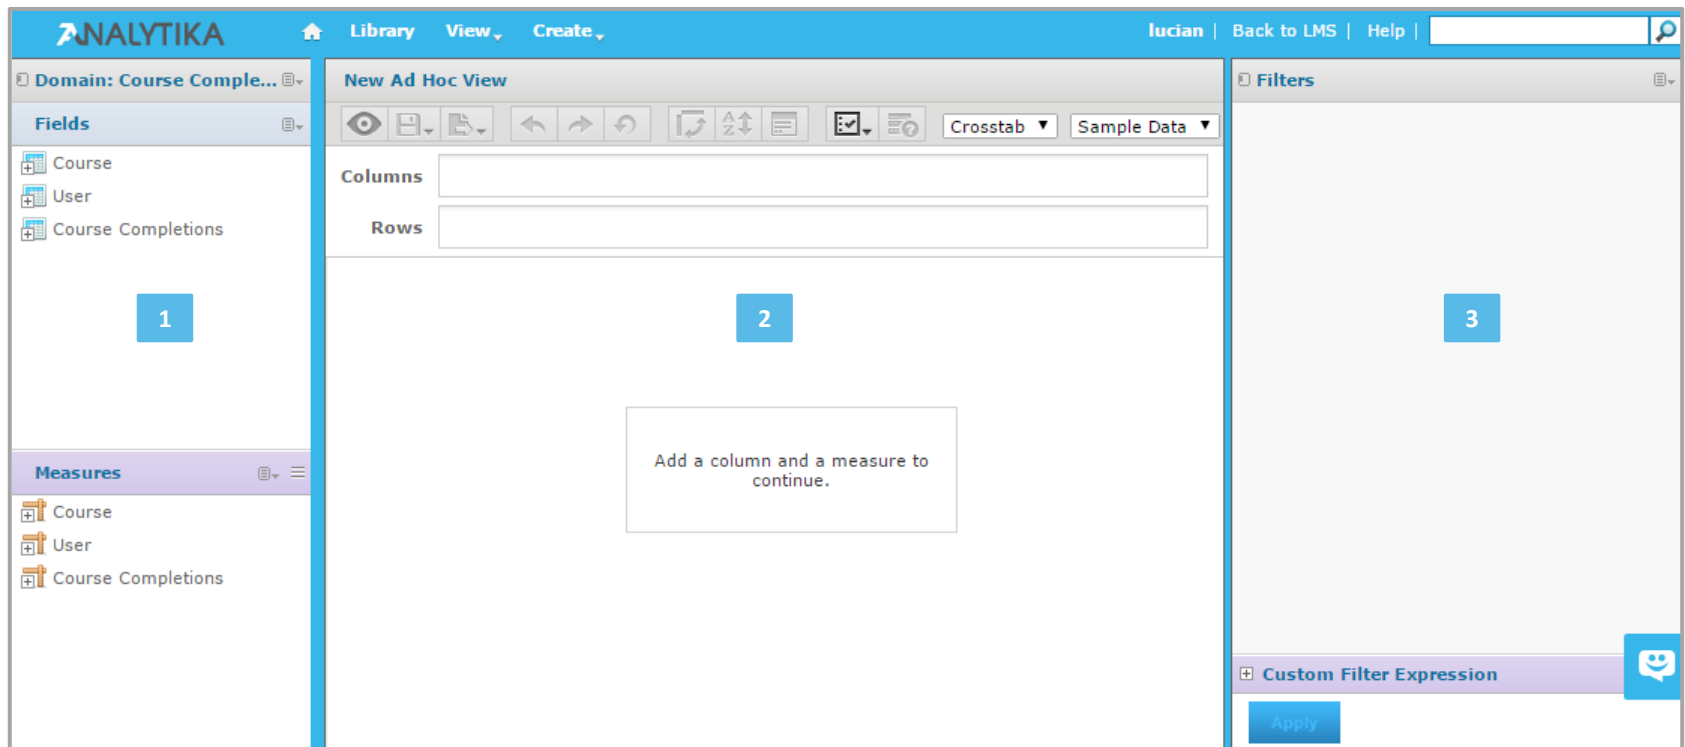 ANALYTIKA Library View Create lucian | Back to LMS | Help |
Domain: Course Comple...
Fields
Course
User
Course Completions
1
Measures
Course
User
Course Completions
New Ad Hoc View
Crosstab Sample Data
Columns
Rows
2
Add a column and a measure to
continue.
Filters
3
Custom Filter Expression
Apply